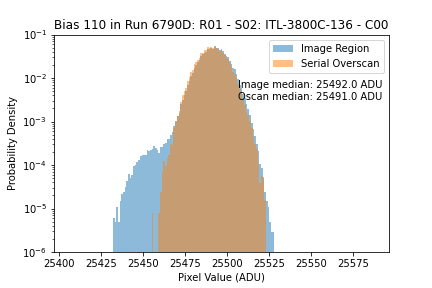 Bias 110 in Run 6790D: R01 - S02: ITL-3800C-136 - C00
Image Region
Serial Overscan
Image median: 25492.0 ADU
Oscan median: 25491.0 ADU
Probability Density
10⁻¹
10⁻²
10⁻³
10⁻⁴
10⁻⁵
10⁻⁶
25400 25425 25450 25475 25500 25525 25550 25575
Pixel Value (ADU)